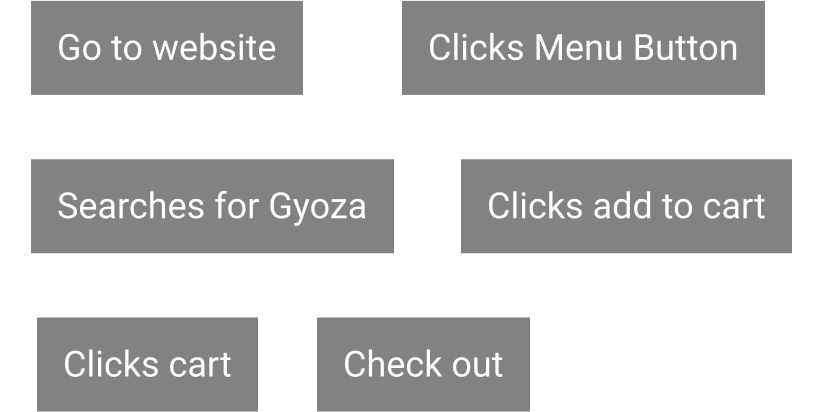 Go to website
Clicks Menu Button
Searches for Gyoza
Clicks add to cart
Clicks cart
Check out